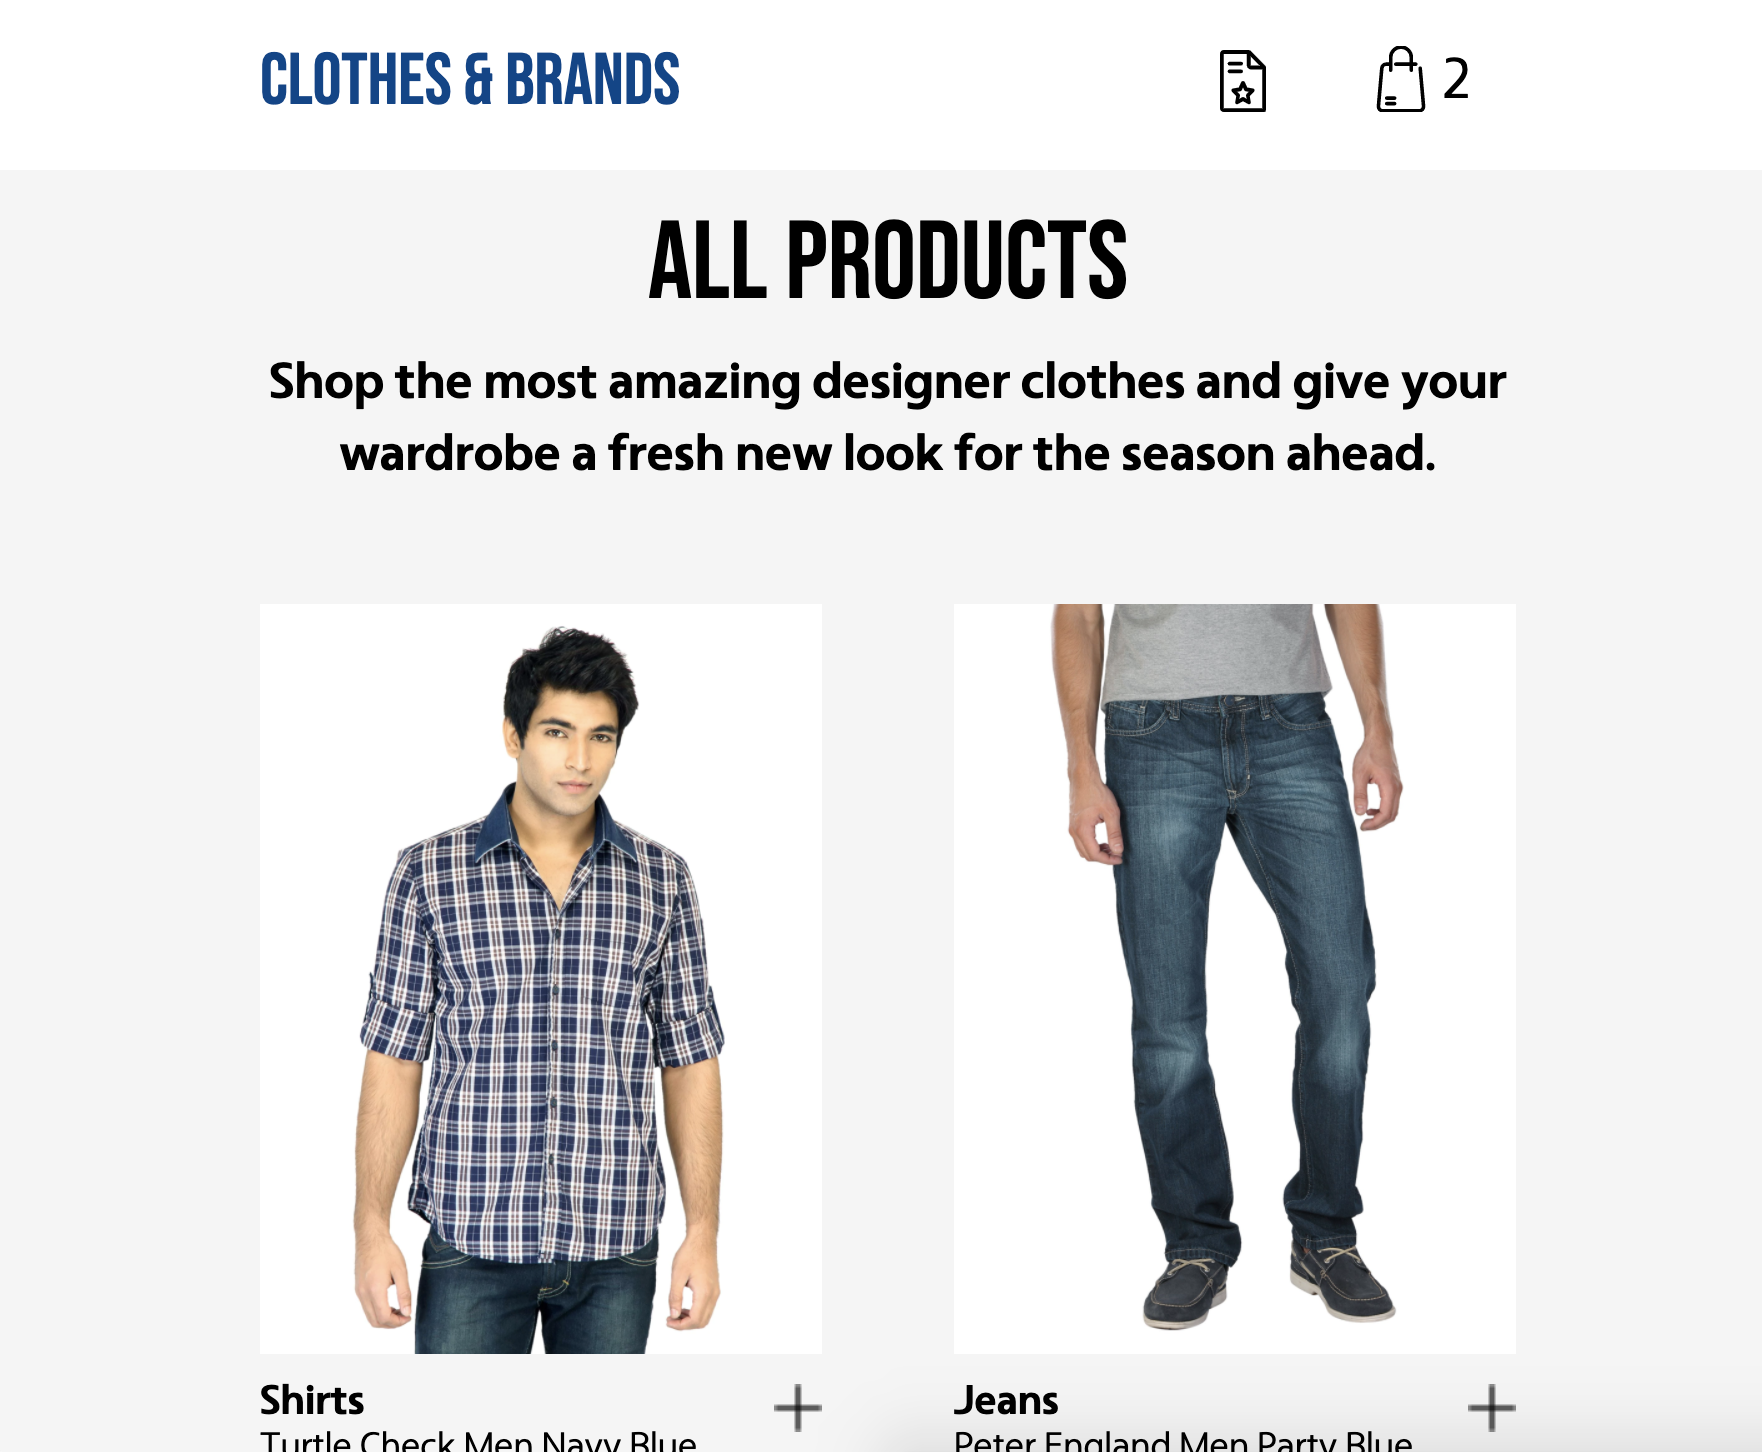 CLOTHES & BRANDS
2
ALL PRODUCTS
Shop the most amazing designer clothes and give your
wardrobe a fresh new look for the season ahead.
Shirts
Turtle Check Men Navy Blue
Jeans
Peter England Men Party Blue